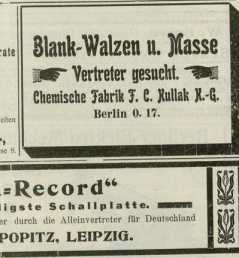 Blank-Walzen u. Masse
Vertreter gesucht.
Chemische Fabrik F. C. Kullak A.-G.
Berlin O. 17.
=Record“
digste Schallplatte.
er durch die Alleinvertreter für Deutschland
POPITZ, LEIPZIG.